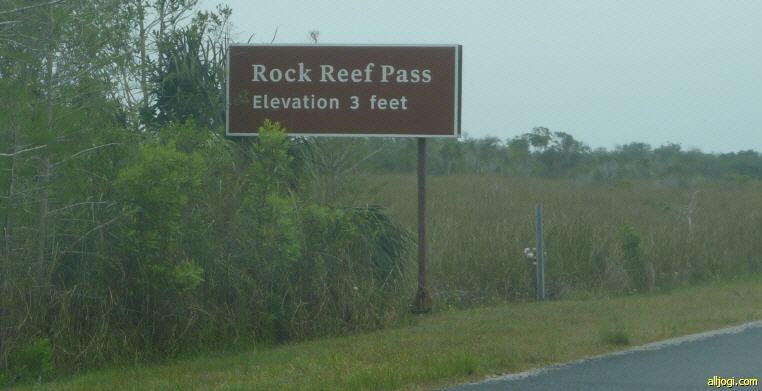 Rock Reef Pass
Elevation 3 feet
alljogi.com